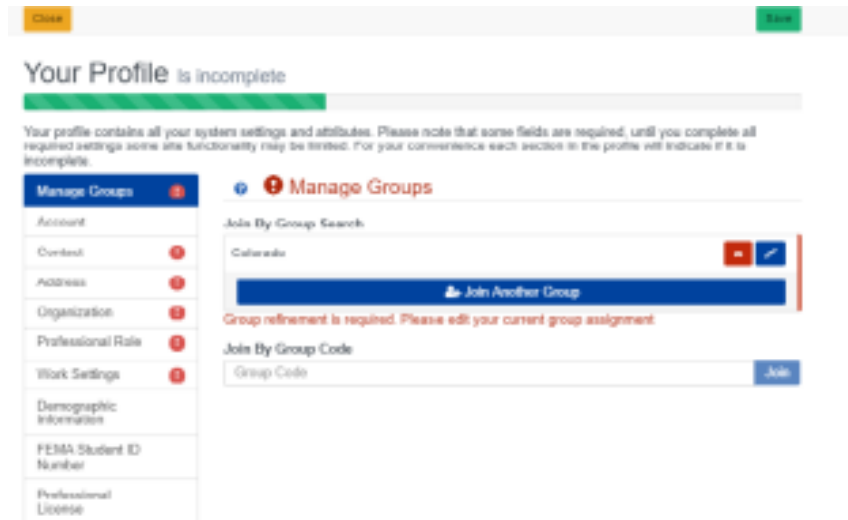 Close
Save
Your Profile Is incomplete
Your profile contains all your system settings and attributes. Please note that some fields are required, until you complete all
required settings some site functionality may be limited. For your convenience each section in the profile will indicate if it is
incomplete.
Manage Groups
Manage Groups
Account
Join By Group Search
Contact
Colorado
Address
Join Another Group
Organization
Group refinement is required. Please edit your current group assignment
Professional Role
Join By Group Code
Work Settings
Group Code
Join
Demographic
Information
FEMA Student ID
Number
Professional
License